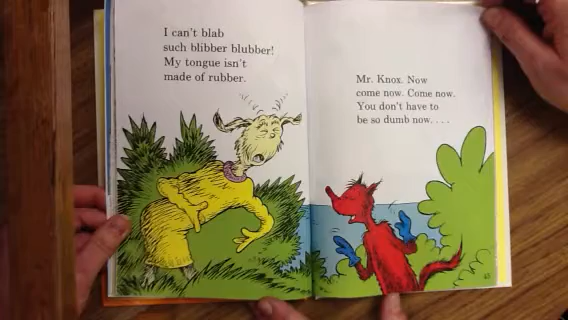 I can't blab
such blibber blubber!
My tongue isn't
made of rubber.
Mr. Knox. Now
come now. Come now.
You don't have to
be so dumb now. . . .